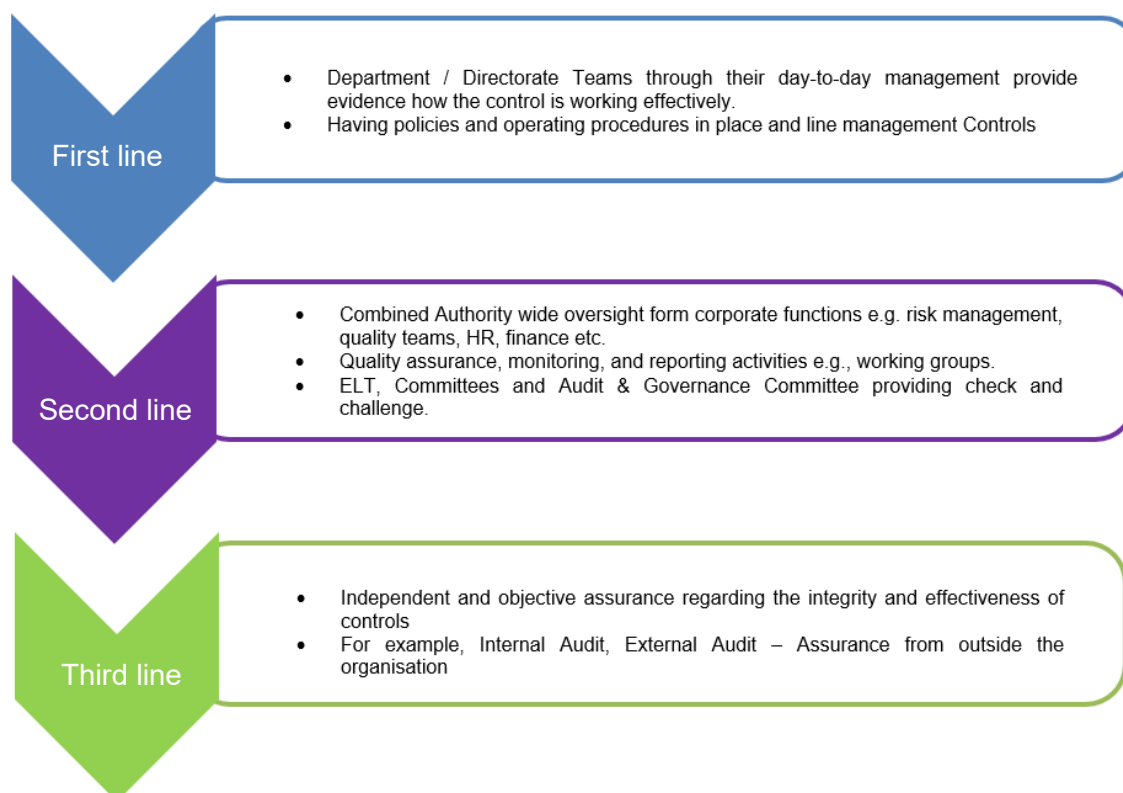 First line
• Department / Directorate Teams through their day-to-day management provide
evidence how the control is working effectively.
• Having policies and operating procedures in place and line management Controls
Second line
• Combined Authority wide oversight form corporate functions e.g. risk management,
quality teams, HR, finance etc.
• Quality assurance, monitoring, and reporting activities e.g., working groups.
• ELT, Committees and Audit & Governance Committee providing check and
challenge.
Third line
• Independent and objective assurance regarding the integrity and effectiveness of
controls
• For example, Internal Audit, External Audit – Assurance from outside the
organisation